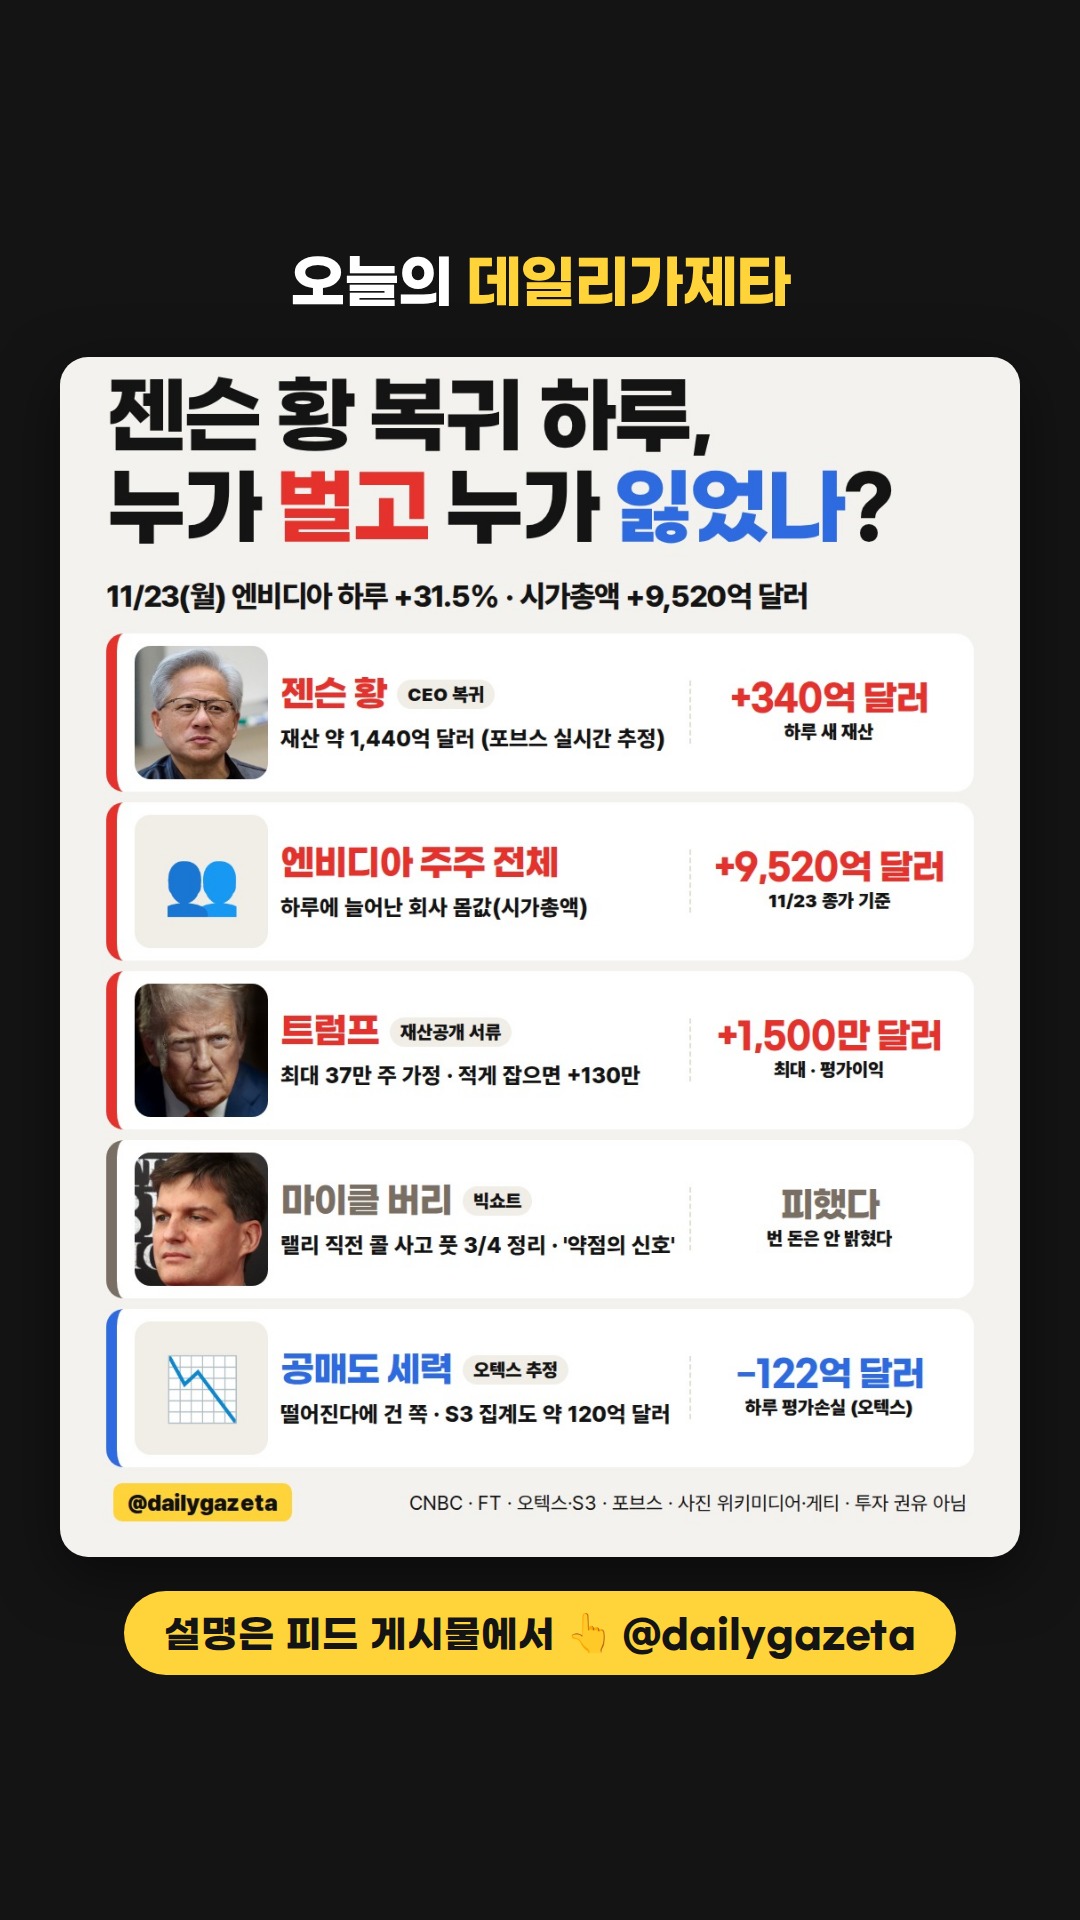 오늘의 데일리가제타
젠슨 황 복귀 하루,
누가 벌고 누가 잃었나?
11/23(월) 엔비디아 하루 +31.5% · 시가총액 +9,520억 달러
젠슨 황 CEO 복귀
재산 약 1,440억 달러 (포브스 실시간 추정)
+340억 달러
하루 새 재산
엔비디아 주주 전체
하루에 늘어난 회사 몸값(시가총액)
+9,520억 달러
11/23 종가 기준
트럼프 재산공개 서류
최대 37만 주 가정 · 적게 잡으면 +130만
+1,500만 달러
최대 · 평가이익
마이클 버리 빅쇼트
랠리 직전 콜 사고 풋 3/4 정리 · '약점의 신호'
피했다
번 돈은 안 밝혔다
공매도 세력 오텍스 추정
떨어진다에 건 쪽 · S3 집계도 약 120억 달러
−122억 달러
하루 평가손실 (오텍스)
@dailygazeta
CNBC · FT · 오텍스·S3 · 포브스 · 사진 위키미디어·게티 · 투자 권유 아님
설명은 피드 게시물에서 👆 @dailygazeta